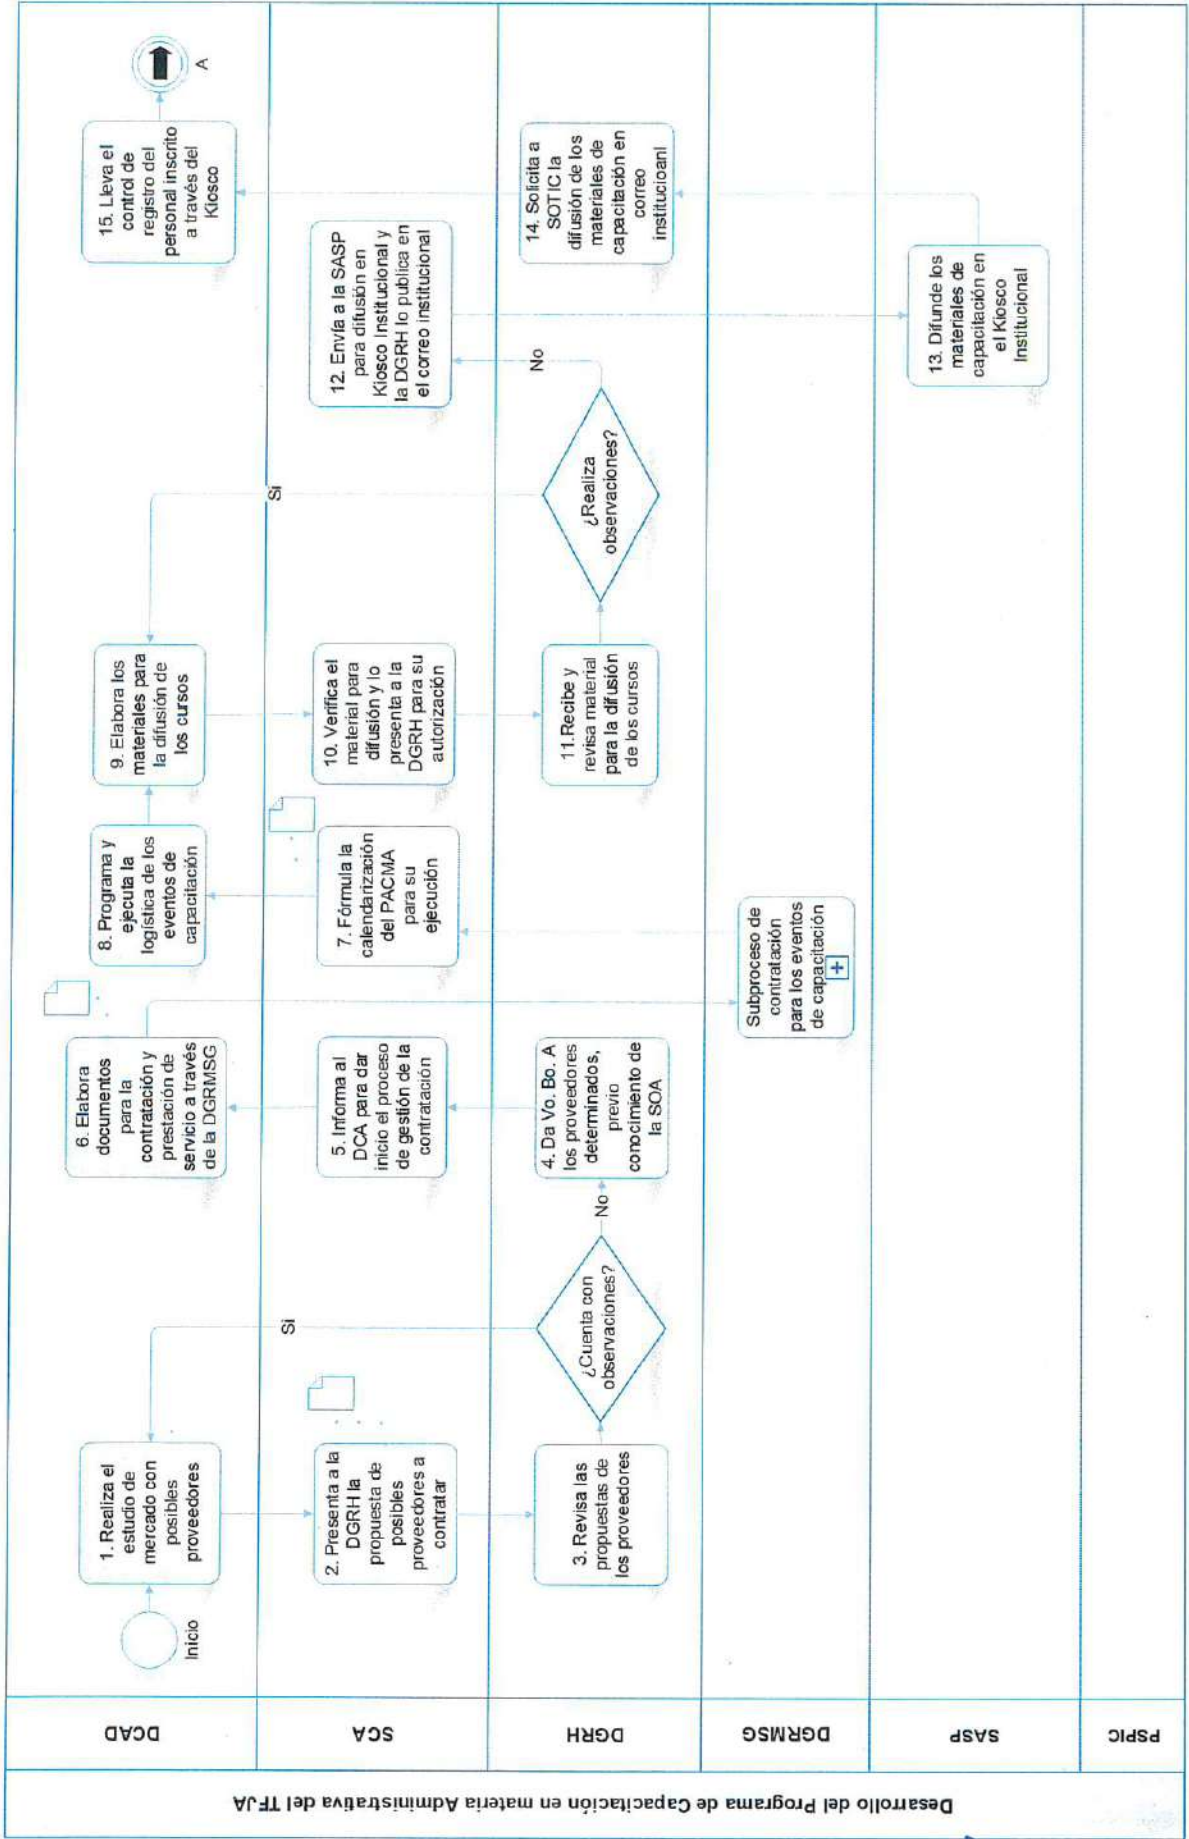 Desarrollo del Programa de Capacitación en materia Administrativa del TFJA
DCAD
SCA
DGRH
DGRMSG
SASP
PSPIC
Inicio
1. Realiza el
estudio de
mercado con
posibles
proveedores
2. Presenta a la
DGRH la
propuesta de
posibles
proveedores a
contratar
3. Revisa las
propuestas de
los proveedores
¿Cuenta con
observaciones?
Si
No
4. Da Vo. Bo. A
los proveedores
determinados,
previo
conocimiento de
la SOA
5. Informa al
DCA para dar
inicio el proceso
de gestión de la
contratación
6. Elabora
documentos
para la
contratación y
prestación de
servicio a través
de la DGRMSG
Subproceso de
contratación
para los eventos
de capacitación
7. Fórmula la
calendarización
del PACMA
para su
ejecución
8. Programa y
ejecuta la
logística de los
eventos de
capacitación
9. Elabora los
materiales para
la difusión de
los cursos
10. Verifica el
material para
difusión y lo
presenta a la
DGRH para su
autorización
11.Recibe y
revisa material
para la difusión
de los cursos
¿Realiza
observaciones?
Si
No
12. Envía a la SASP
para difusión en
Kiosco Institucional y
la DGRH lo publica en
el correo institucional
13. Difunde los
materiales de
capacitación en
el Kiosco
Institucional
14. Solicita a
SOTIC la
difusión de los
materiales de
capacitación en
correo
institucioanl
15. Lleva el
control de
registro del
personal inscrito
a través del
Kiosco
A